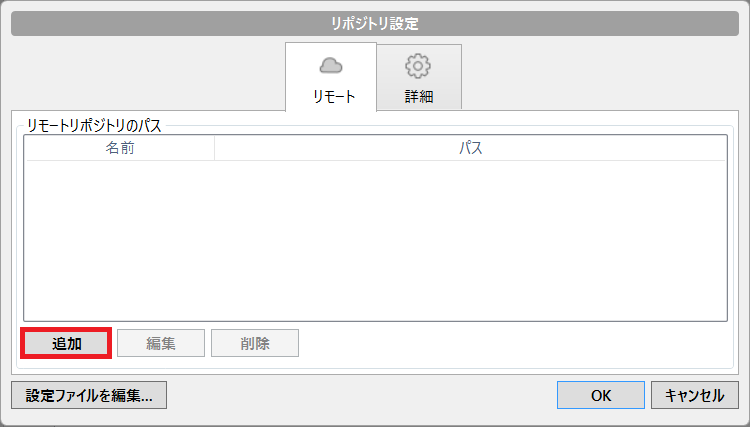 リポジトリ設定
リモート
詳細
リモートリポジトリのパス
名前
パス
追加
編集
削除
設定ファイルを編集...
OK
キャンセル